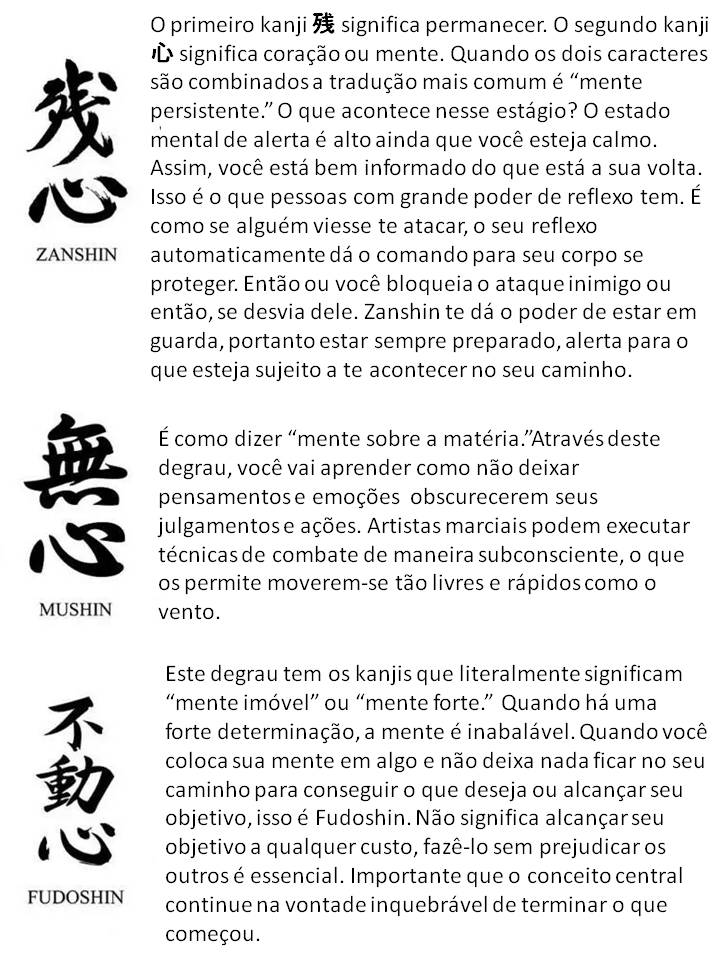 残心
ZANSHIN
O primeiro kanji 残 significa permanecer. O segundo kanji
心 significa coração ou mente. Quando os dois caracteres
são combinados a tradução mais comum é “mente
persistente.” O que acontece nesse estágio? O estado
mental de alerta é alto ainda que você esteja calmo.
Assim, você está bem informado do que está a sua volta.
Isso é o que pessoas com grande poder de reflexo tem. É
como se alguém viesse te atacar, o seu reflexo
automaticamente dá o comando para seu corpo se
proteger. Então ou você bloqueia o ataque inimigo ou
então, se desvia dele. Zanshin te dá o poder de estar em
guarda, portanto estar sempre preparado, alerta para o
que esteja sujeito a te acontecer no seu caminho.
無心
MUSHIN
É como dizer “mente sobre a matéria.”Através deste
degrau, você vai aprender como não deixar
pensamentos e emoções obscurecerem seus
julgamentos e ações. Artistas marciais podem executar
técnicas de combate de maneira subconsciente, o que
os permite moverem-se tão livres e rápidos como o
vento.
不動心
FUDOSHIN
Este degrau tem os kanjis que literalmente significam
“mente imóvel” ou “mente forte.” Quando há uma
forte determinação, a mente é inabalável. Quando você
coloca sua mente em algo e não deixa nada ficar no seu
caminho para conseguir o que deseja ou alcançar seu
objetivo, isso é Fudoshin. Não significa alcançar seu
objetivo a qualquer custo, fazê-lo sem prejudicar os
outros é essencial. Importante que o conceito central
continue na vontade inquebrável de terminar o que
começou.